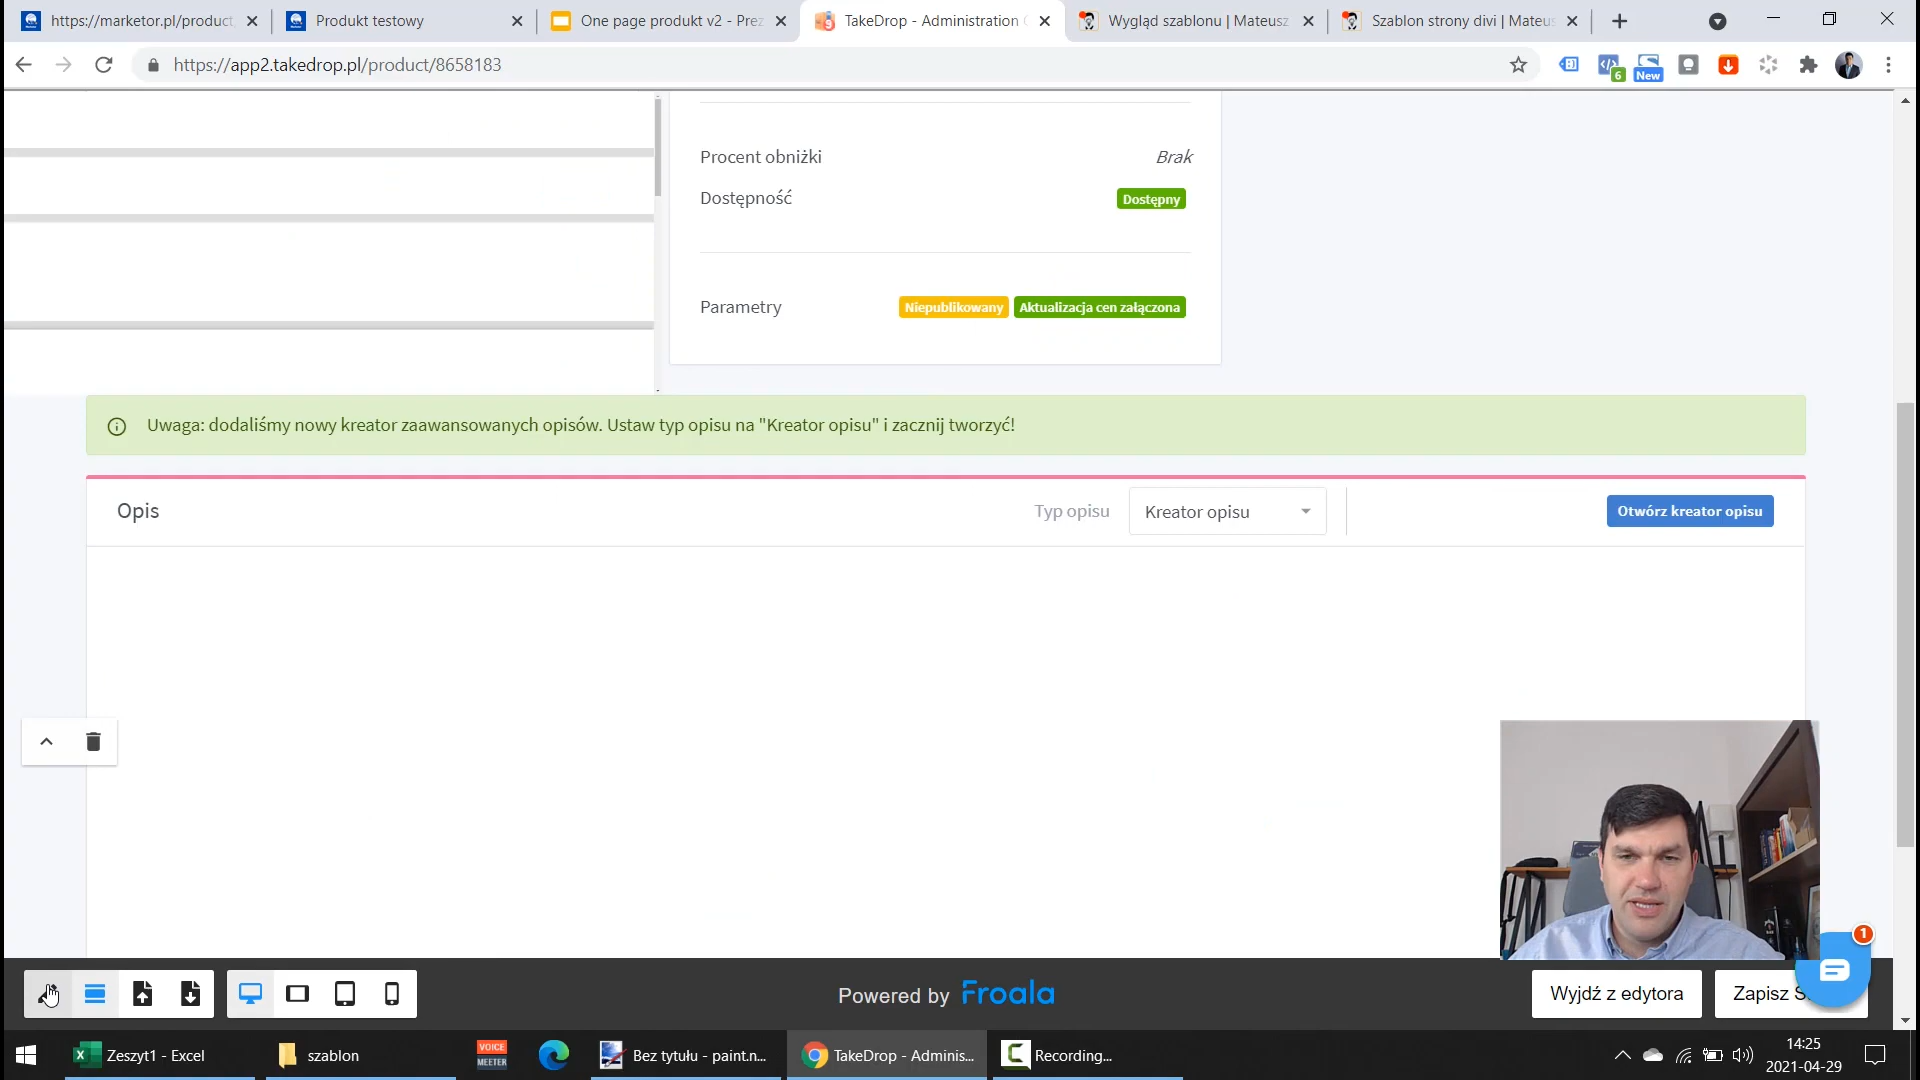 https://marketor.pl/product
Produkt testowy
One page produkt v2 - Prez
TakeDrop - Administration
Wygląd szablonu | Mateusz
Szablon strony divi | Mateus
https://app2.takedrop.pl/product/8658183
6
New
Procent obniżki
Brak
Dostępność
Dostępny
Parametry
Niepublikowany
Aktualizacja cen załączona
Uwaga: dodaliśmy nowy kreator zaawansowanych opisów. Ustaw typ opisu na "Kreator opisu" i zacznij tworzyć!
Opis
Typ opisu
Kreator opisu
Otwórz kreator opisu
1
Powered by Froala
Wyjdź z edytora
Zapisz S
Zeszyt1 - Excel
szablon
VOICE
MEETER
Bez tytułu - paint.n...
TakeDrop - Adminis...
Recording...
14:25
2021-04-29